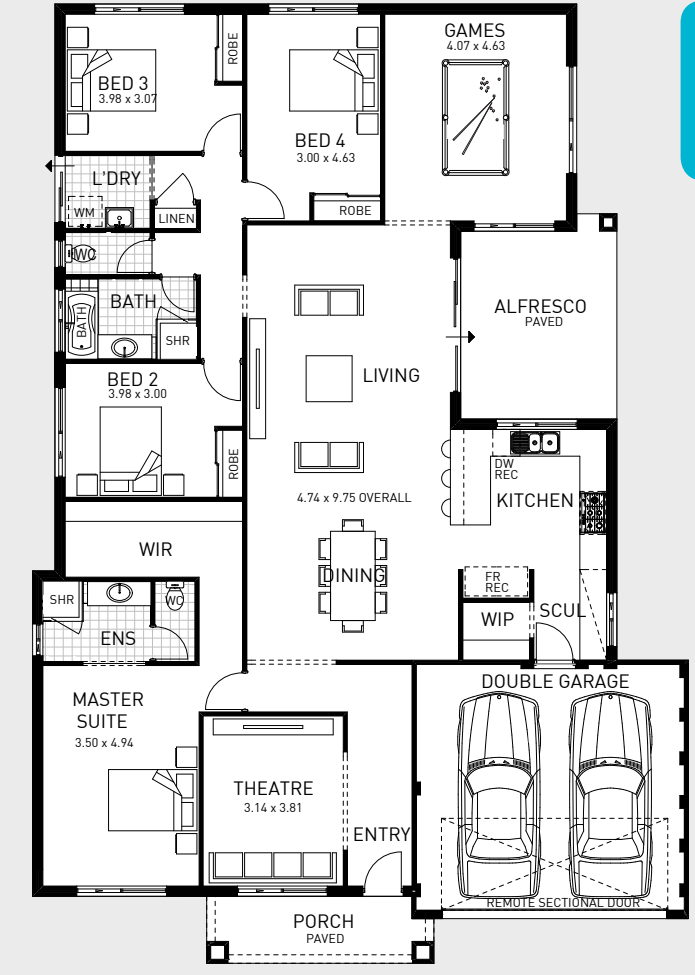 GAMES
4.07 x 4.63
ROBE
BED 3
3.98 x 3.07
BED 4
3.00 x 4.63
L'DRY
WM
LINEN
ROBE
WC
BATH
BATH
SHR
ALFRESCO
PAVED
LIVING
BED 2
3.98 x 3.00
ROBE
DW
REC
KITCHEN
4.74 x 9.75 OVERALL
WIR
DINING
FR
REC
SHR
WC
WIP
SCUL
ENS
DOUBLE GARAGE
MASTER
SUITE
3.50 x 4.94
THEATRE
3.14 x 3.81
ENTRY
REMOTE SECTIONAL DOOR
PORCH
PAVED